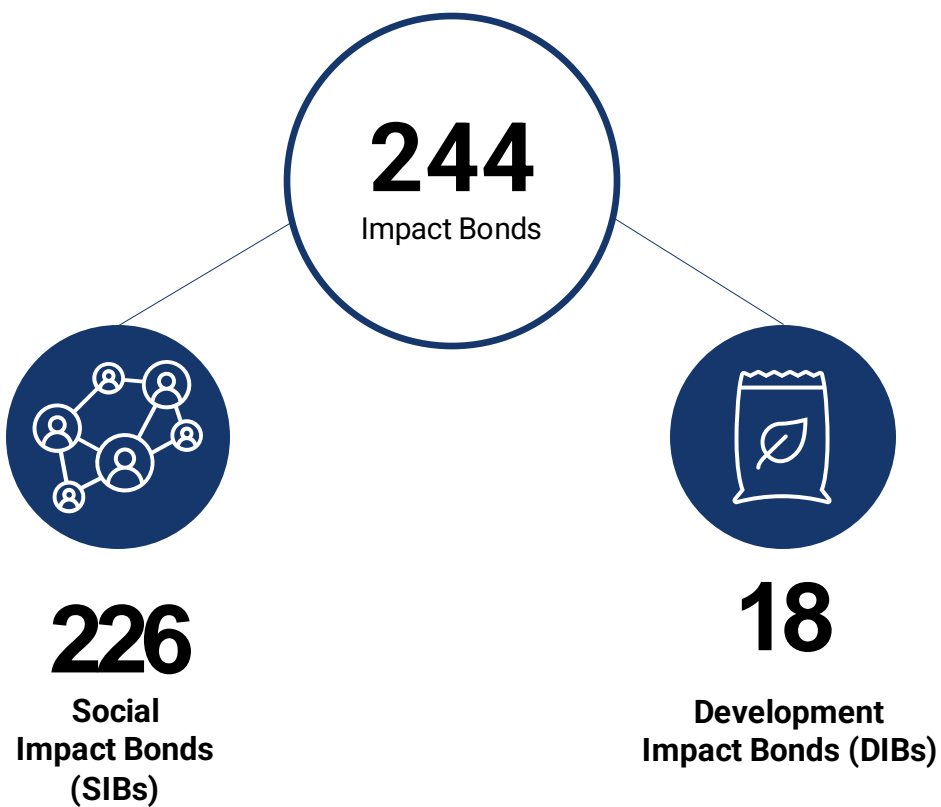 244
Impact Bonds
226
Social
Impact Bonds
(SIBs)
18
Development
Impact Bonds (DIBs)